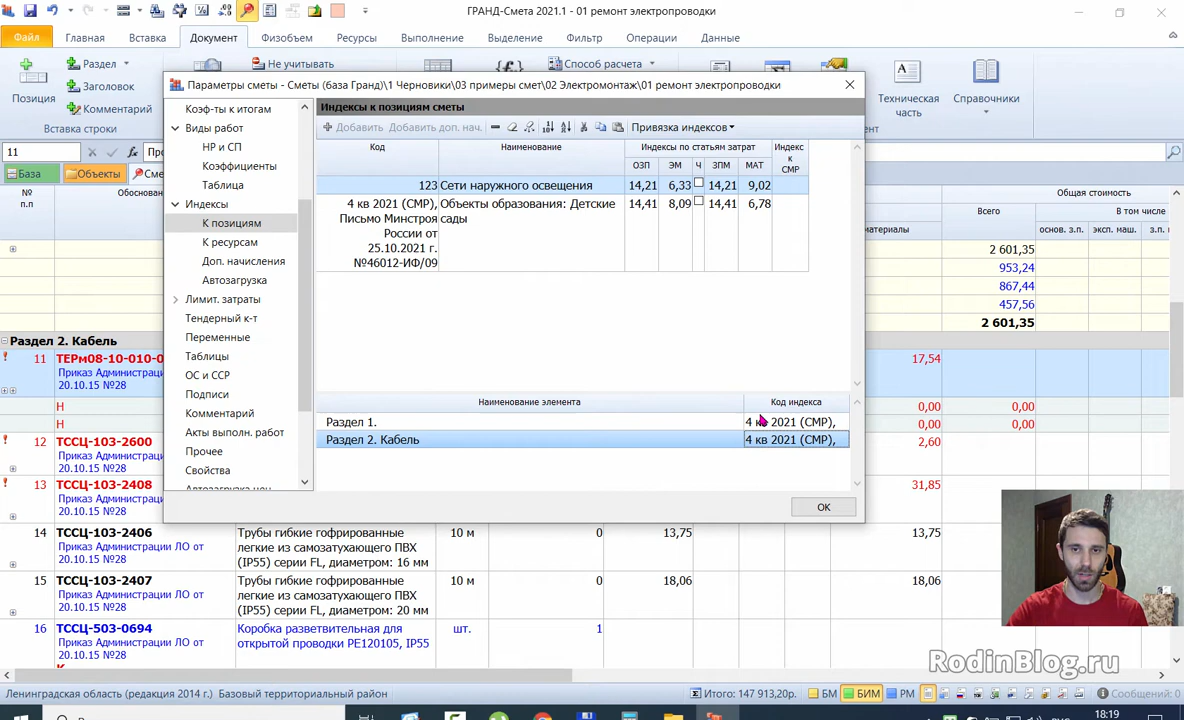 ГРАНД-Смета 2021.1 - 01 ремонт электропроводки
Файл Главная Вставка Документ Физобъем Ресурсы Выполнение Выделение Фильтр Операции Данные
Позиция
Раздел
Заголовок
Комментарий
Вставка строки
Не учитывать
Способ расчета
Техническая
часть
Справочники
11
База
Объекты
Параметры сметы - Сметы (база Гранд)\1 Черновики\03 примеры смет\02 Электромонтаж\01 ремонт электропроводки
Коэф-ты к итогам
Виды работ
НР и СП
Коэффициенты
Таблица
Индексы
К позициям
К ресурсам
Доп. начисления
Автозагрузка
Лимит. затраты
Тендерный к-т
Переменные
Таблицы
ОС и ССР
Подписи
Комментарий
Акты выполн. работ
Прочее
Свойства
Автозагрузка цен
Индексы к позициям сметы
Добавить Добавить доп. нач. Привязка индексов
Код Наименование Индексы по статьям затрат Индекс к СМР
ОЗП ЭМ Ч ЗПМ МАТ
123 Сети наружного освещения 14,21 6,33 14,21 9,02
4 кв 2021 (СМР), Объекты образования: Детские 14,41 8,09 14,41 6,78
Письмо Минстроя сады
России от
25.10.2021 г.
№46012-ИФ/09
Наименование элемента Код индекса
Раздел 1. 4 кв 2021 (СМР),
Раздел 2. Кабель 4 кв 2021 (СМР),
OK
№
п.п
Общая стоимость
Всего В том числе
основ. з.п. экспл. маш. з.п.
2 601,35
953,24
867,44
457,56
2 601,35
Раздел 2. Кабель
11 17,54
Приказ Администраци
20.10.15 №28
Н 0,00 0,00
Н 0,00 0,00
12 ТССЦ-103-2600 2,60
Приказ Администраци
20.10.15 №28
13 ТССЦ-103-2408 31,85
Приказ Администраци
20.10.15 №28
14 ТССЦ-103-2406 Трубы гибкие гофрированные 10 м 0 13,75 13,75
Приказ Администрации ЛО от легкие из самозатухающего ПВХ
20.10.15 №28 (IP55) серии FL, диаметром: 16 мм
15 ТССЦ-103-2407 Трубы гибкие гофрированные 10 м 0 18,06 18,06
Приказ Администрации ЛО от легкие из самозатухающего ПВХ
20.10.15 №28 (IP55) серии FL, диаметром: 20 мм
16 ТССЦ-503-0694 Коробка разветвительная для шт. 1
Приказ Администрации ЛО от открытой проводки РЕ120105, IP55
20.10.15 №28
RodinBlog.ru
Ленинградская область (редакция 2014 г.) Базовый территориальный район Итого: 147 913,20р. БМ БИМ РМ Сообщений: 0
18:19